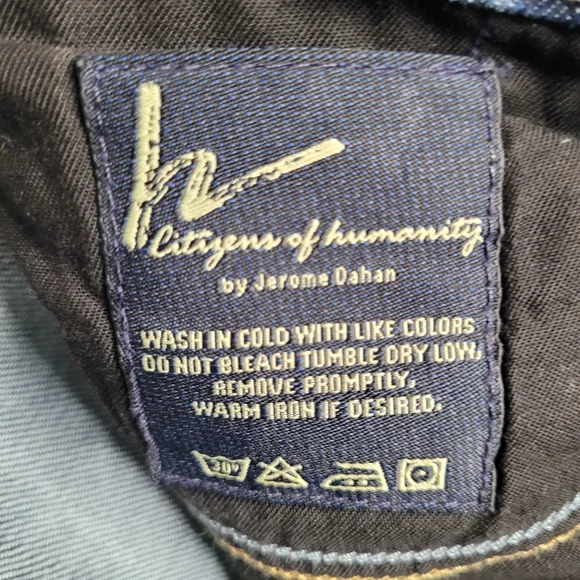 h
Citizens of humanity
by Jerome Dahan
WASH IN COLD WITH LIKE COLORS
DO NOT BLEACH TUMBLE DRY LOW.
REMOVE PROMPTLY.
WARM IRON IF DESIRED.
30°